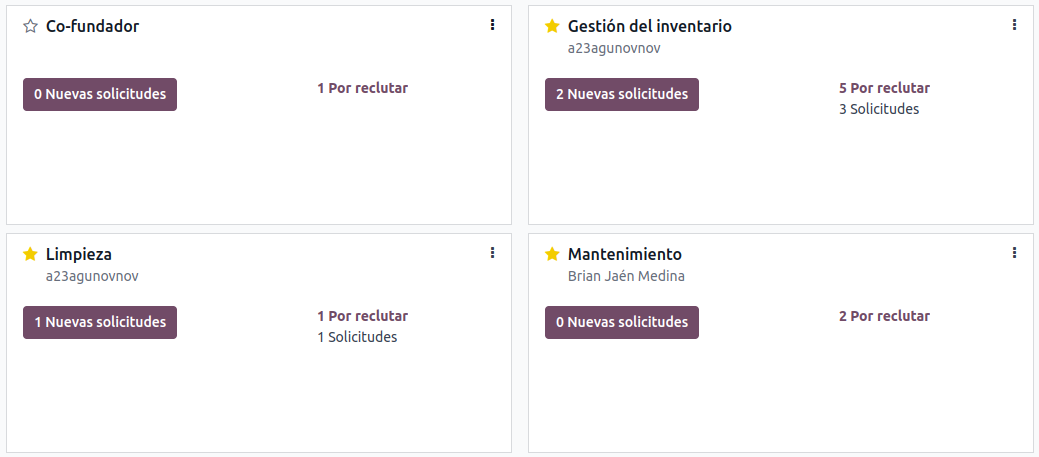 Co-fundador
0 Nuevas solicitudes
1 Por reclutar
Gestión del inventario
a23agunovnov
2 Nuevas solicitudes
5 Por reclutar
3 Solicitudes
Limpieza
a23agunovnov
1 Nuevas solicitudes
1 Por reclutar
1 Solicitudes
Mantenimiento
Brian Jaén Medina
0 Nuevas solicitudes
2 Por reclutar